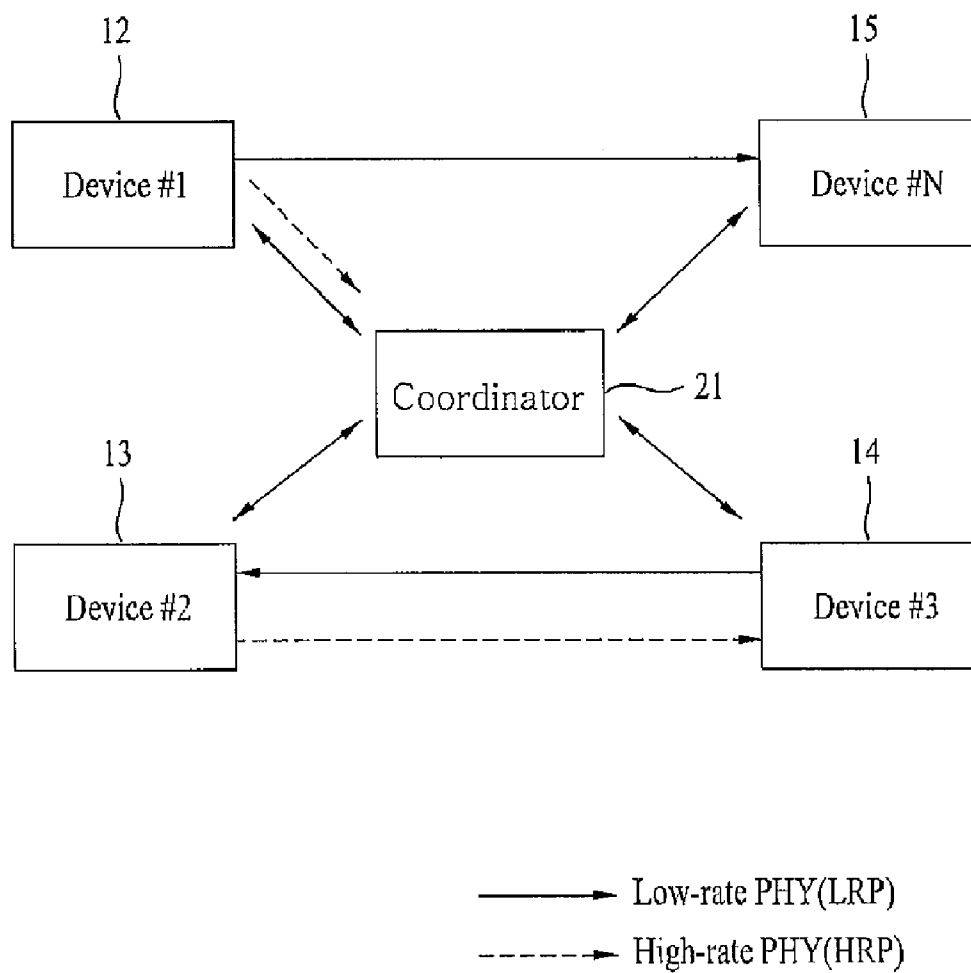 12
15
Device #1
Device #N
Coordinator
21
13
14
Device #2
Device #3
Low-rate PHY(LRP)
High-rate PHY(HRP)